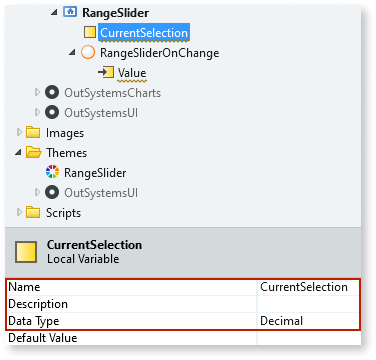 RangeSlider
CurrentSelection
RangeSliderOnChange
Value
OutSystemsCharts
OutSystemsUI
Images
Themes
RangeSlider
OutSystemsUI
Scripts
CurrentSelection
Local Variable
Name CurrentSelection
Description
Data Type Decimal
Default Value